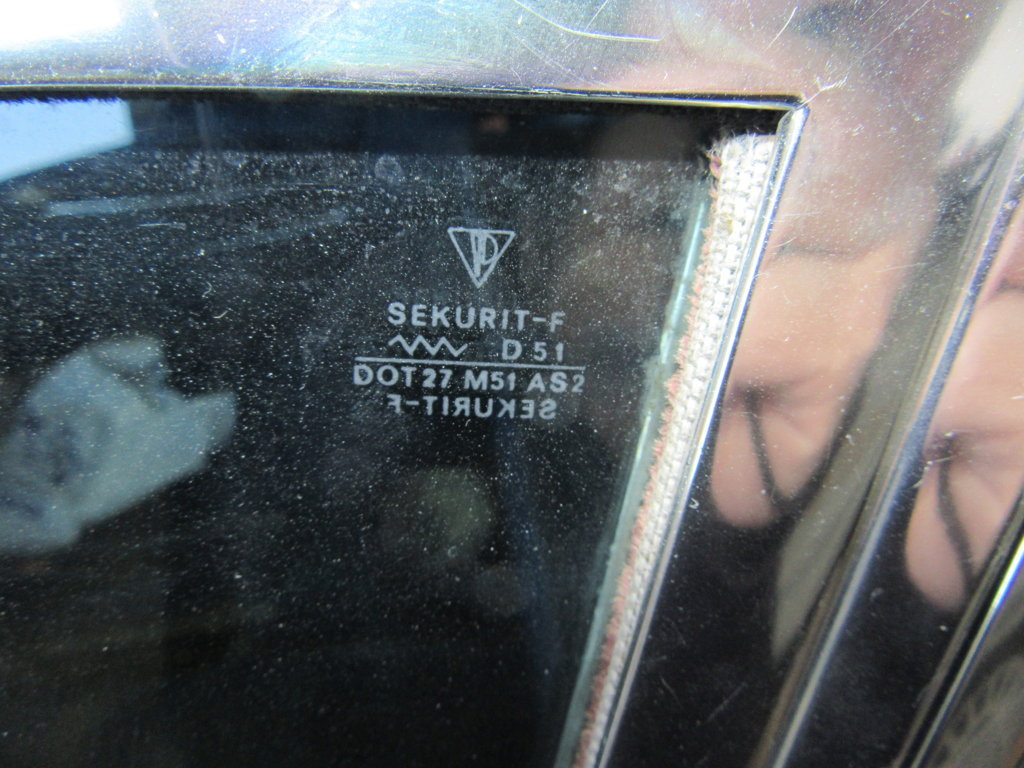 SEKURIT-F
D 51
DOT 27 M51 AS2
SEKURIT-F